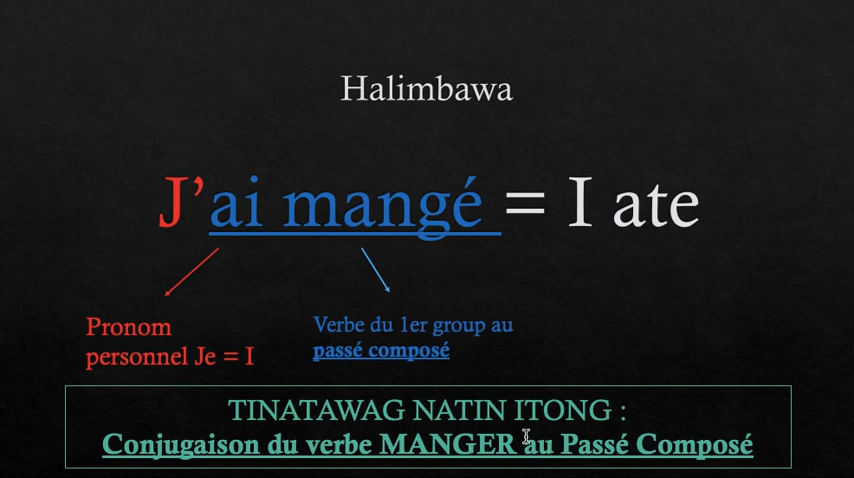 Halimbawa
J’ai mangé = I ate
Pronom
personnel Je = I
Verbe du 1er group au
passé composé
TINATAWAG NATIN ITONG :
Conjugaison du verbe MANGER au Passé Composé